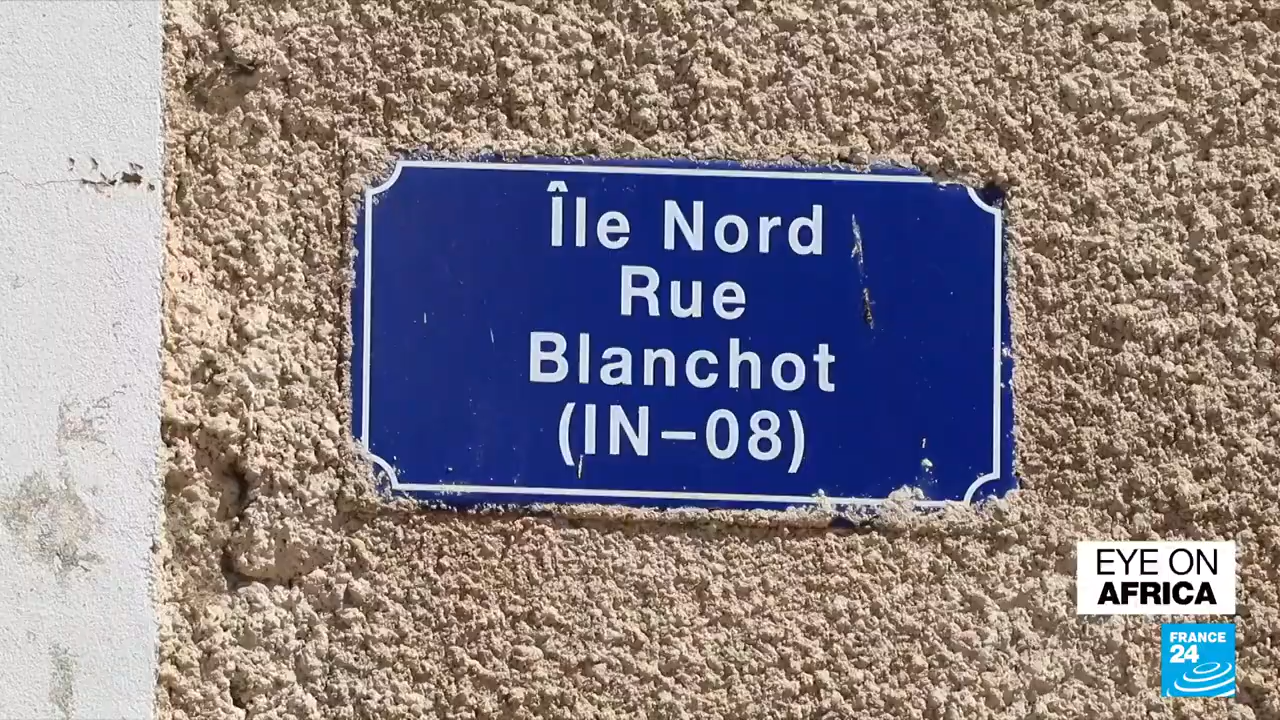 Île Nord
Rue
Blanchot
(IN-08)
EYE ON
AFRICA
FRANCE
24